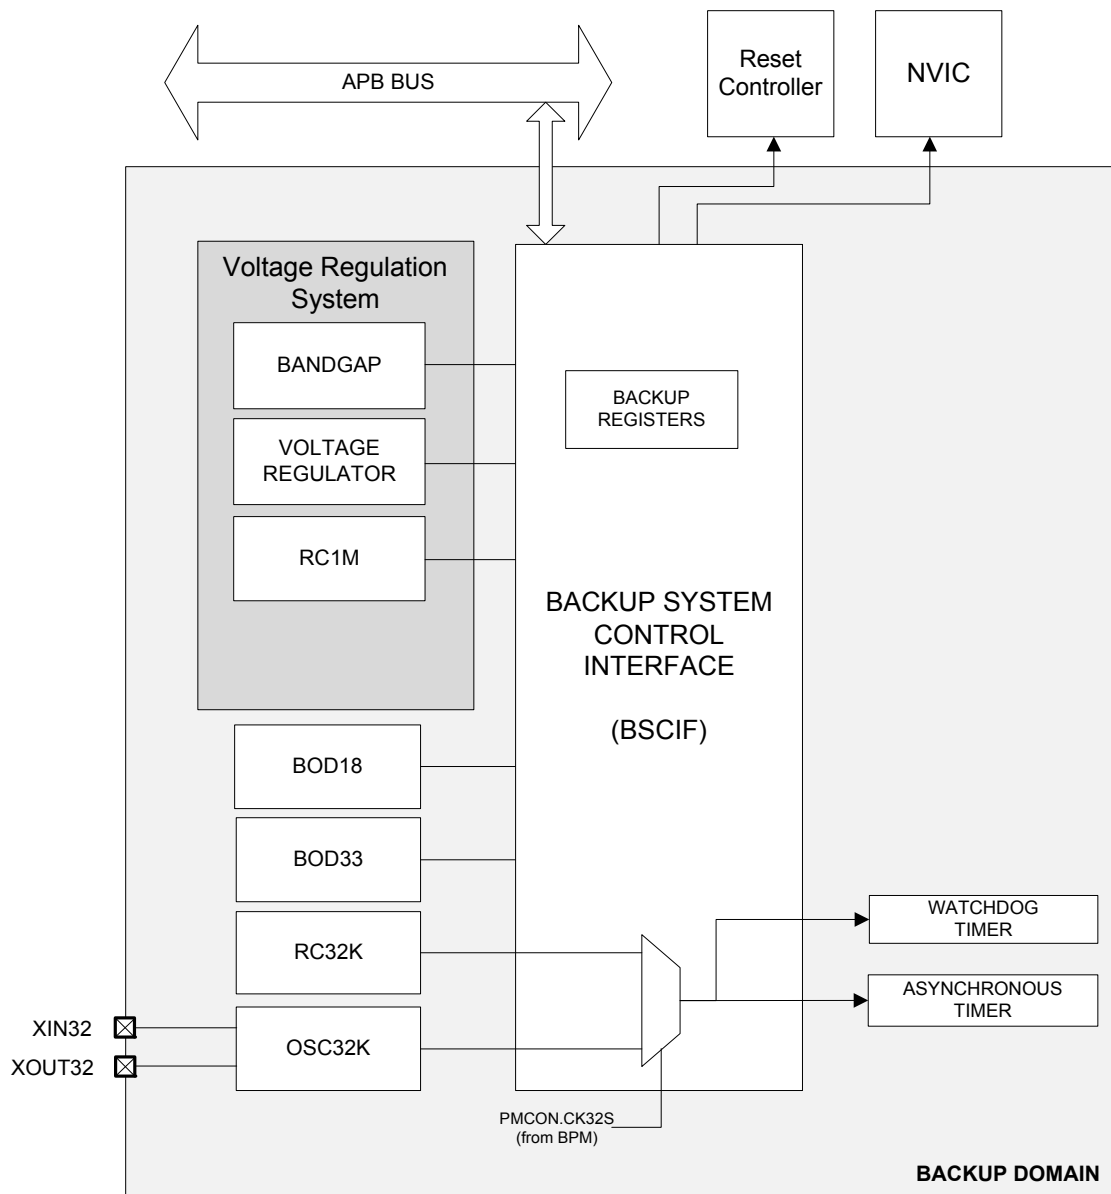 APB BUS
Reset
Controller
NVIC
Voltage Regulation
System
BANDGAP
VOLTAGE
REGULATOR
RC1M
BACKUP
REGISTERS
BACKUP SYSTEM
CONTROL
INTERFACE
(BSCIF)
BOD18
BOD33
RC32K
OSC32K
XIN32
XOUT32
WATCHDOG
TIMER
ASYNCHRONOUS
TIMER
PMCON.CK32S
(from BPM)
BACKUP DOMAIN